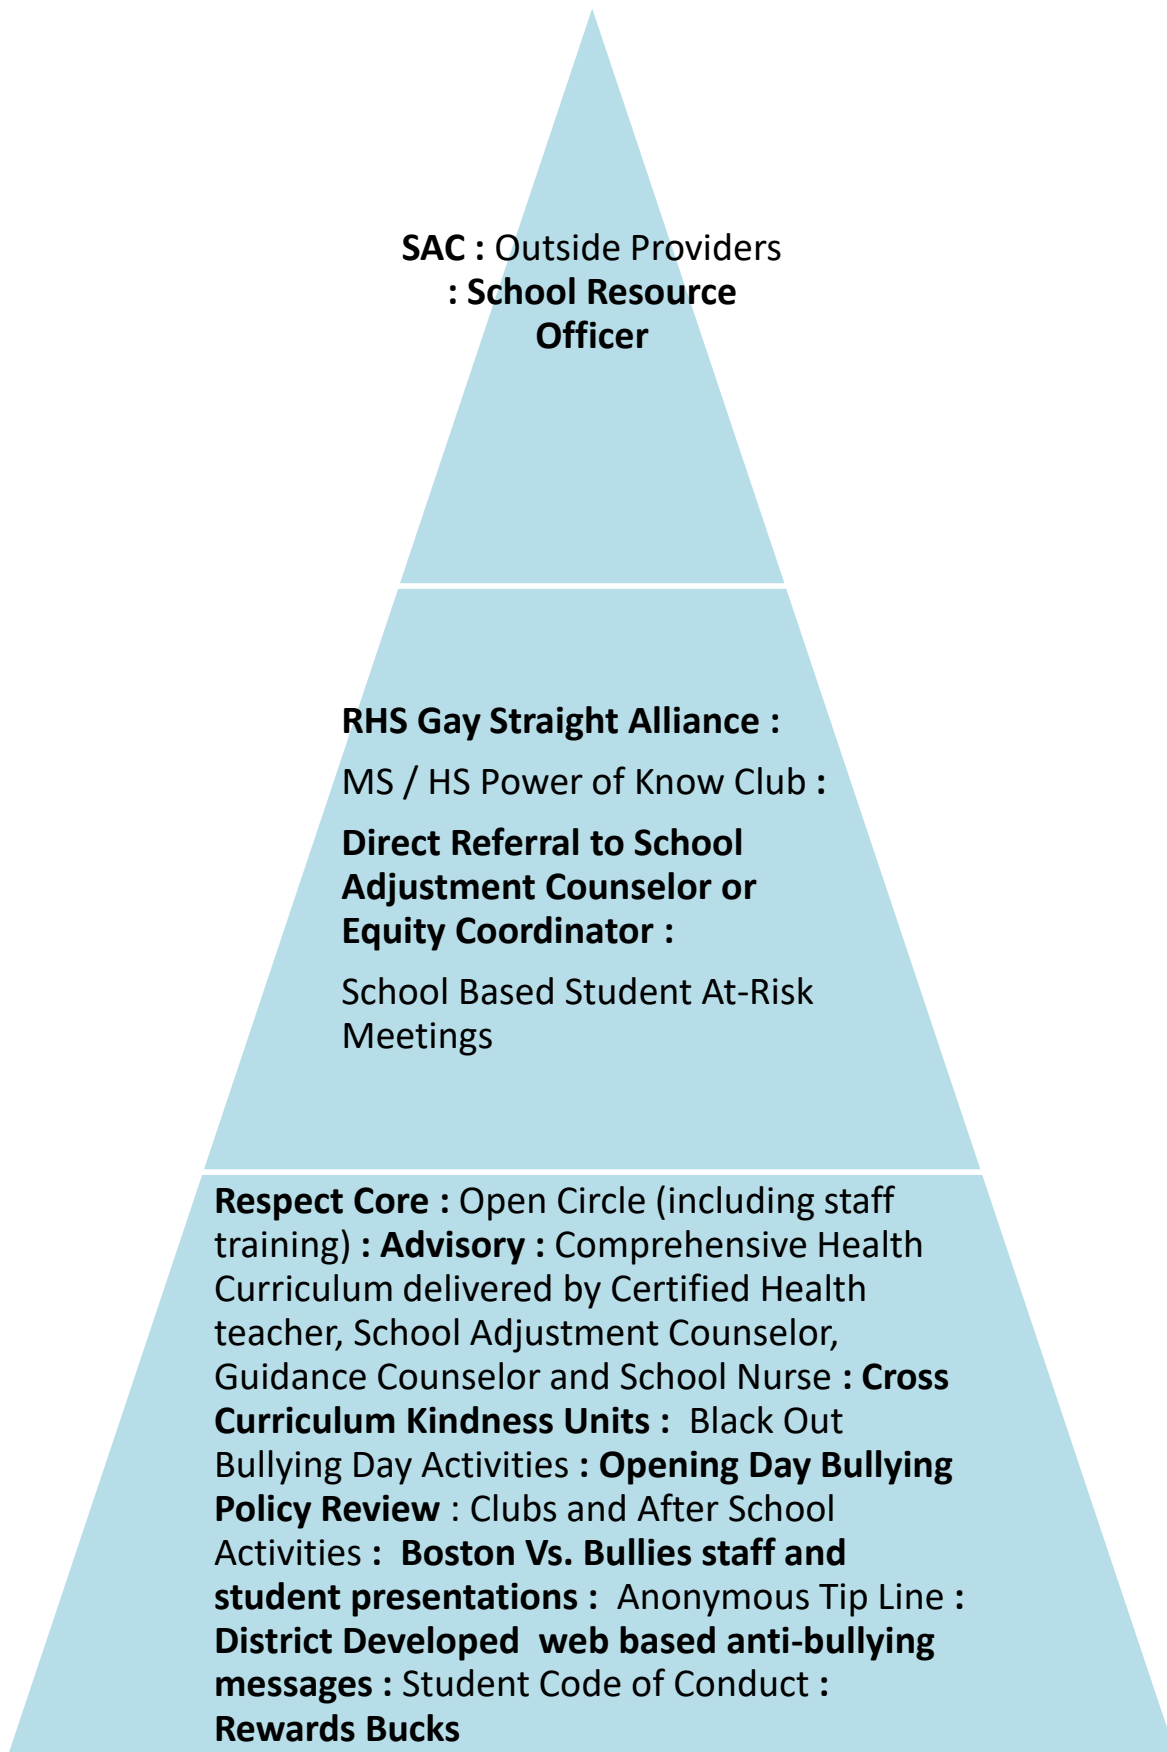 SAC : Outside Providers
: School Resource
Officer
RHS Gay Straight Alliance :
MS / HS Power of Know Club :
Direct Referral to School
Adjustment Counselor or
Equity Coordinator :
School Based Student At-Risk
Meetings
Respect Core : Open Circle (including staff
training) : Advisory : Comprehensive Health
Curriculum delivered by Certified Health
teacher, School Adjustment Counselor,
Guidance Counselor and School Nurse : Cross
Curriculum Kindness Units :  Black Out
Bullying Day Activities : Opening Day Bullying
Policy Review : Clubs and After School
Activities :  Boston Vs. Bullies staff and
student presentations :  Anonymous Tip Line :
District Developed  web based anti-bullying
messages : Student Code of Conduct :
Rewards Bucks